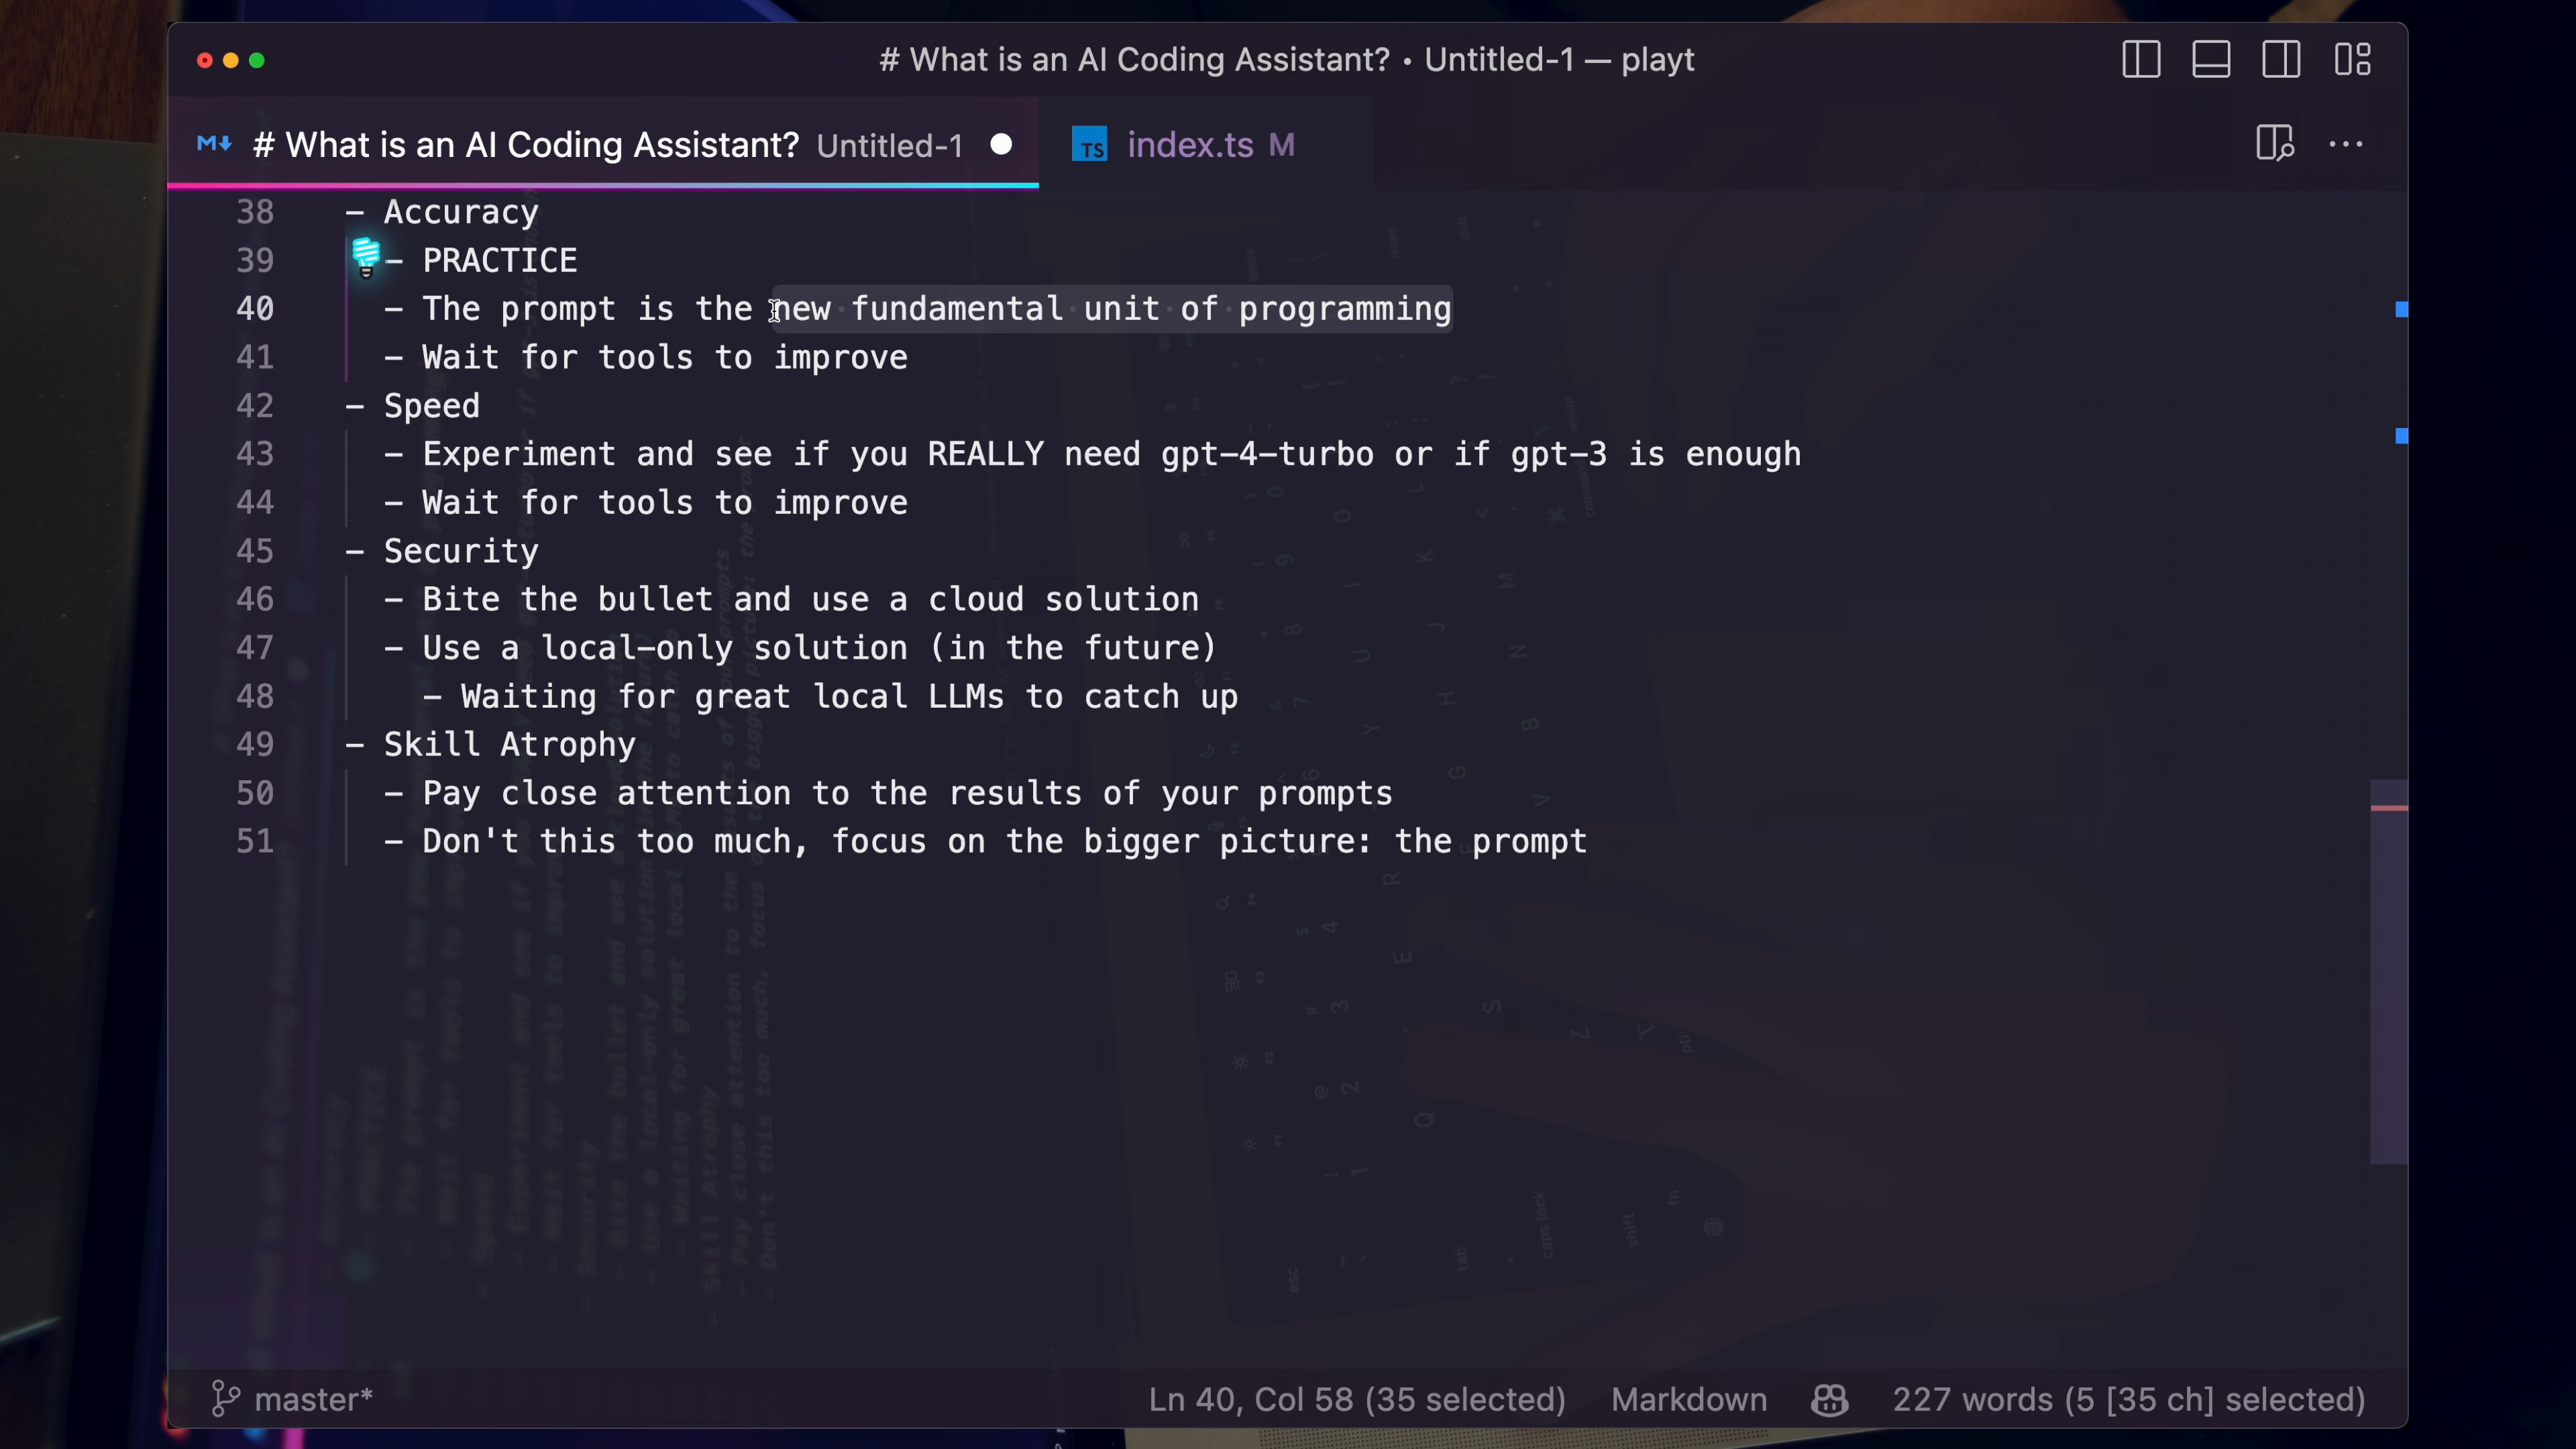 # What is an AI Coding Assistant? • Untitled-1 — playt
# What is an AI Coding Assistant? Untitled-1
TS index.ts M
38 - Accuracy
39 - PRACTICE
40 - The prompt is the new fundamental unit of programming
41 - Wait for tools to improve
42 - Speed
43 - Experiment and see if you REALLY need gpt-4-turbo or if gpt-3 is enough
44 - Wait for tools to improve
45 - Security
46 - Bite the bullet and use a cloud solution
47 - Use a local-only solution (in the future)
48 - Waiting for great local LLMs to catch up
49 - Skill Atrophy
50 - Pay close attention to the results of your prompts
51 - Don't this too much, focus on the bigger picture: the prompt
master* Ln 40, Col 58 (35 selected) Markdown 227 words (5 [35 ch] selected)